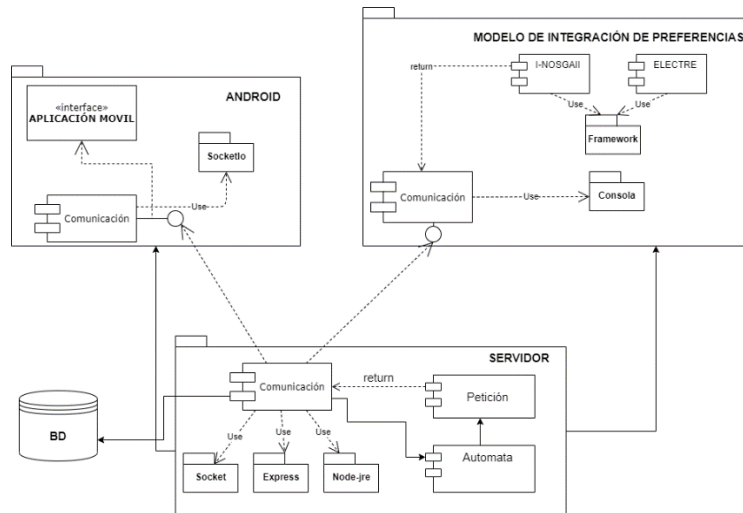 MODELO DE INTEGRACIÓN DE PREFERENCIAS
return
I-NOSGAII
ELECTRE
Use
Use
Framework
Comunicación
Use
Consola
ANDROID
«interface»
APLICACIÓN MOVIL
SocketIo
Comunicación
Use
SERVIDOR
Comunicación
return
Petición
BD
Use
Use
Use
Automata
Socket
Express
Node-jre